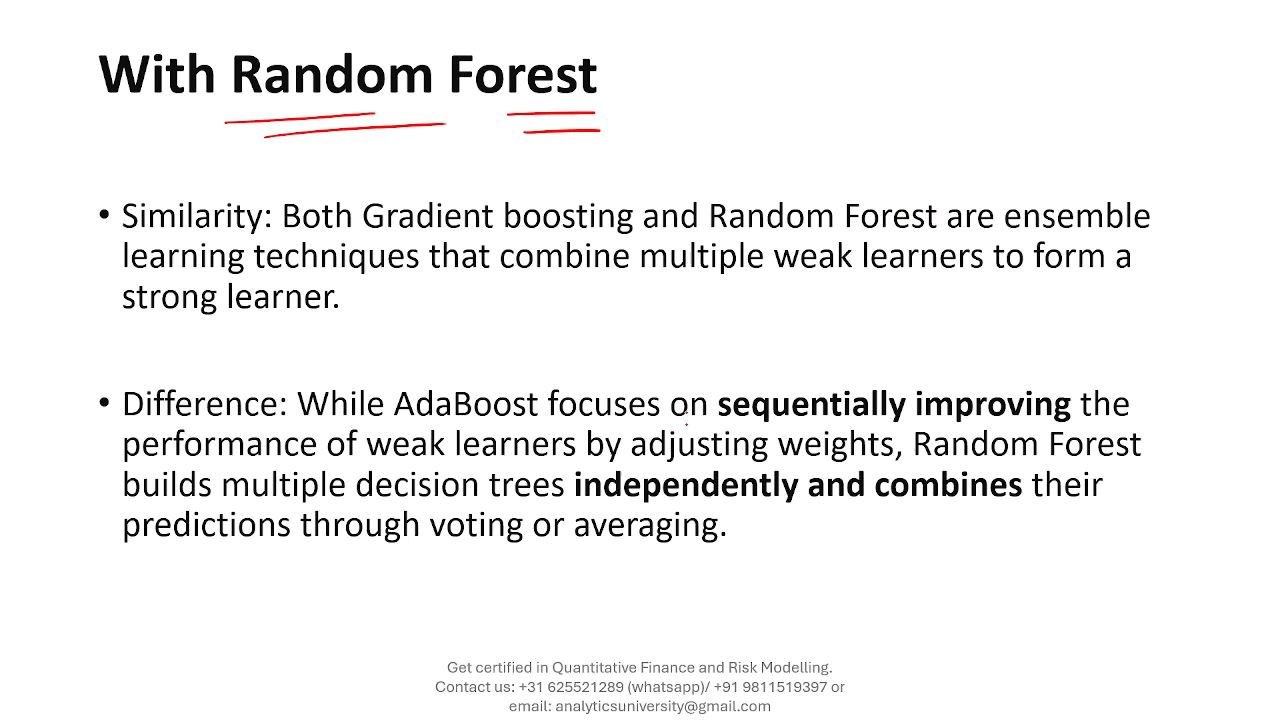 With Random Forest
• Similarity: Both Gradient boosting and Random Forest are ensemble
learning techniques that combine multiple weak learners to form a
strong learner.
• Difference: While AdaBoost focuses on sequentially improving the
performance of weak learners by adjusting weights, Random Forest
builds multiple decision trees independently and combines their
predictions through voting or averaging.
Get certified in Quantitative Finance and Risk Modelling.
Contact us: +31 625521289 (whatsapp)/ +91 9811519397 or
email: analyticsuniversity@gmail.com